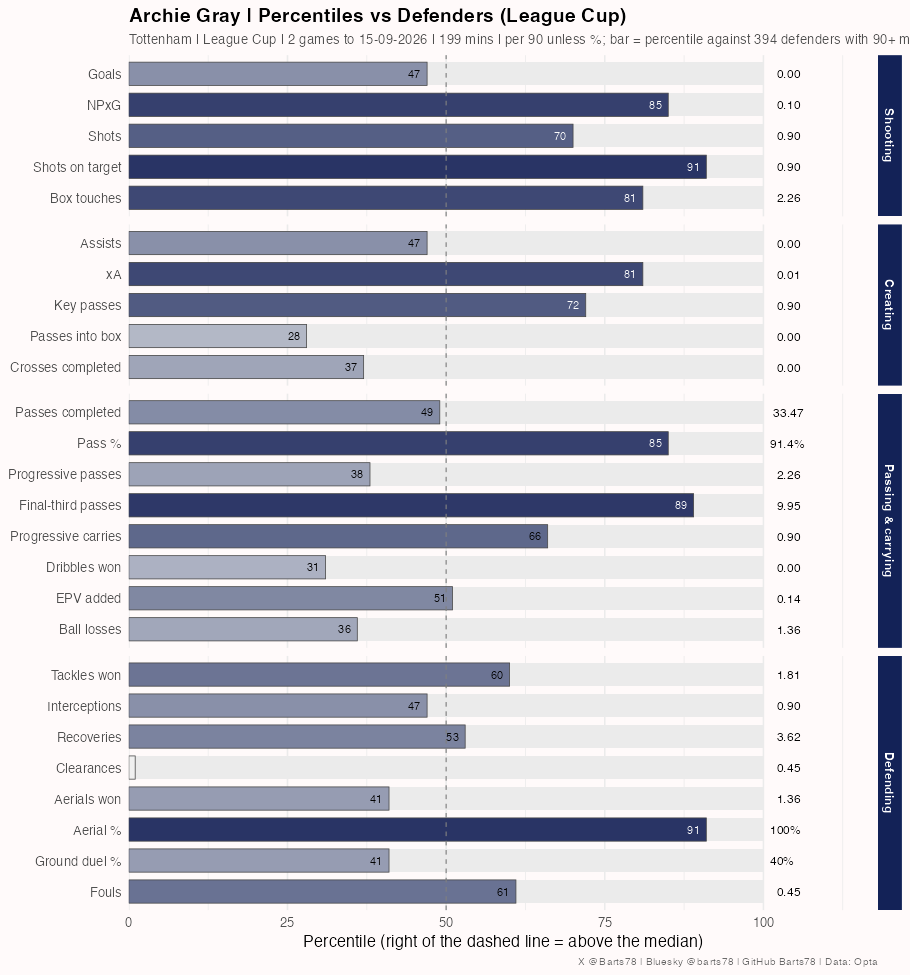 Archie Gray | Percentiles vs Defenders (League Cup)
Tottenham | League Cup | 2 games to 15-09-2026 | 199 mins | per 90 unless %; bar = percentile against 394 defenders with 90+ m
Goals 47 0.00
NPxG 85 0.10
Shots 70 0.90
Shots on target 91 0.90
Box touches 81 2.26
Shooting
Assists 47 0.00
xA 81 0.01
Key passes 72 0.90
Passes into box 28 0.00
Crosses completed 37 0.00
Creating
Passes completed 49 33.47
Pass % 85 91.4%
Progressive passes 38 2.26
Final-third passes 89 9.95
Progressive carries 66 0.90
Dribbles won 31 0.00
EPV added 51 0.14
Ball losses 36 1.36
Passing & carrying
Tackles won 60 1.81
Interceptions 47 0.90
Recoveries 53 3.62
Clearances 0.45
Aerials won 41 1.36
Aerial % 91 100%
Ground duel % 41 40%
Fouls 61 0.45
Defending
0 25 50 75 100
Percentile (right of the dashed line = above the median)
X @Barts78 | Bluesky @barts78 | GitHub Barts78 | Data: Opta